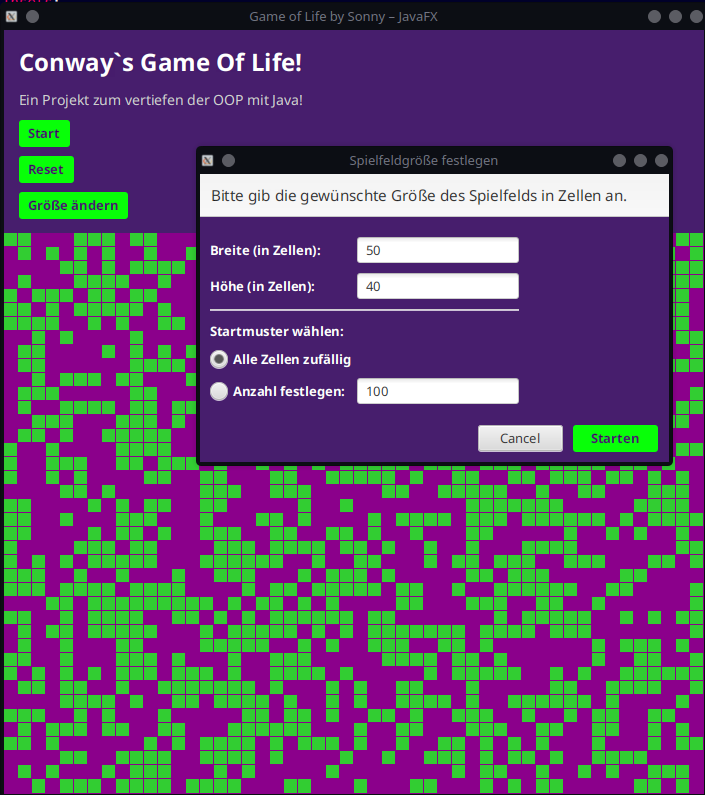 Game of Life by Sonny – JavaFX
Conway`s Game Of Life!
Ein Projekt zum vertiefen der OOP mit Java!
Start
Reset
Größe ändern
Spielfeldgröße festlegen
Bitte gib die gewünschte Größe des Spielfelds in Zellen an.
Breite (in Zellen): 50
Höhe (in Zellen): 40
Startmuster wählen:
Alle Zellen zufällig
Anzahl festlegen: 100
Cancel Starten